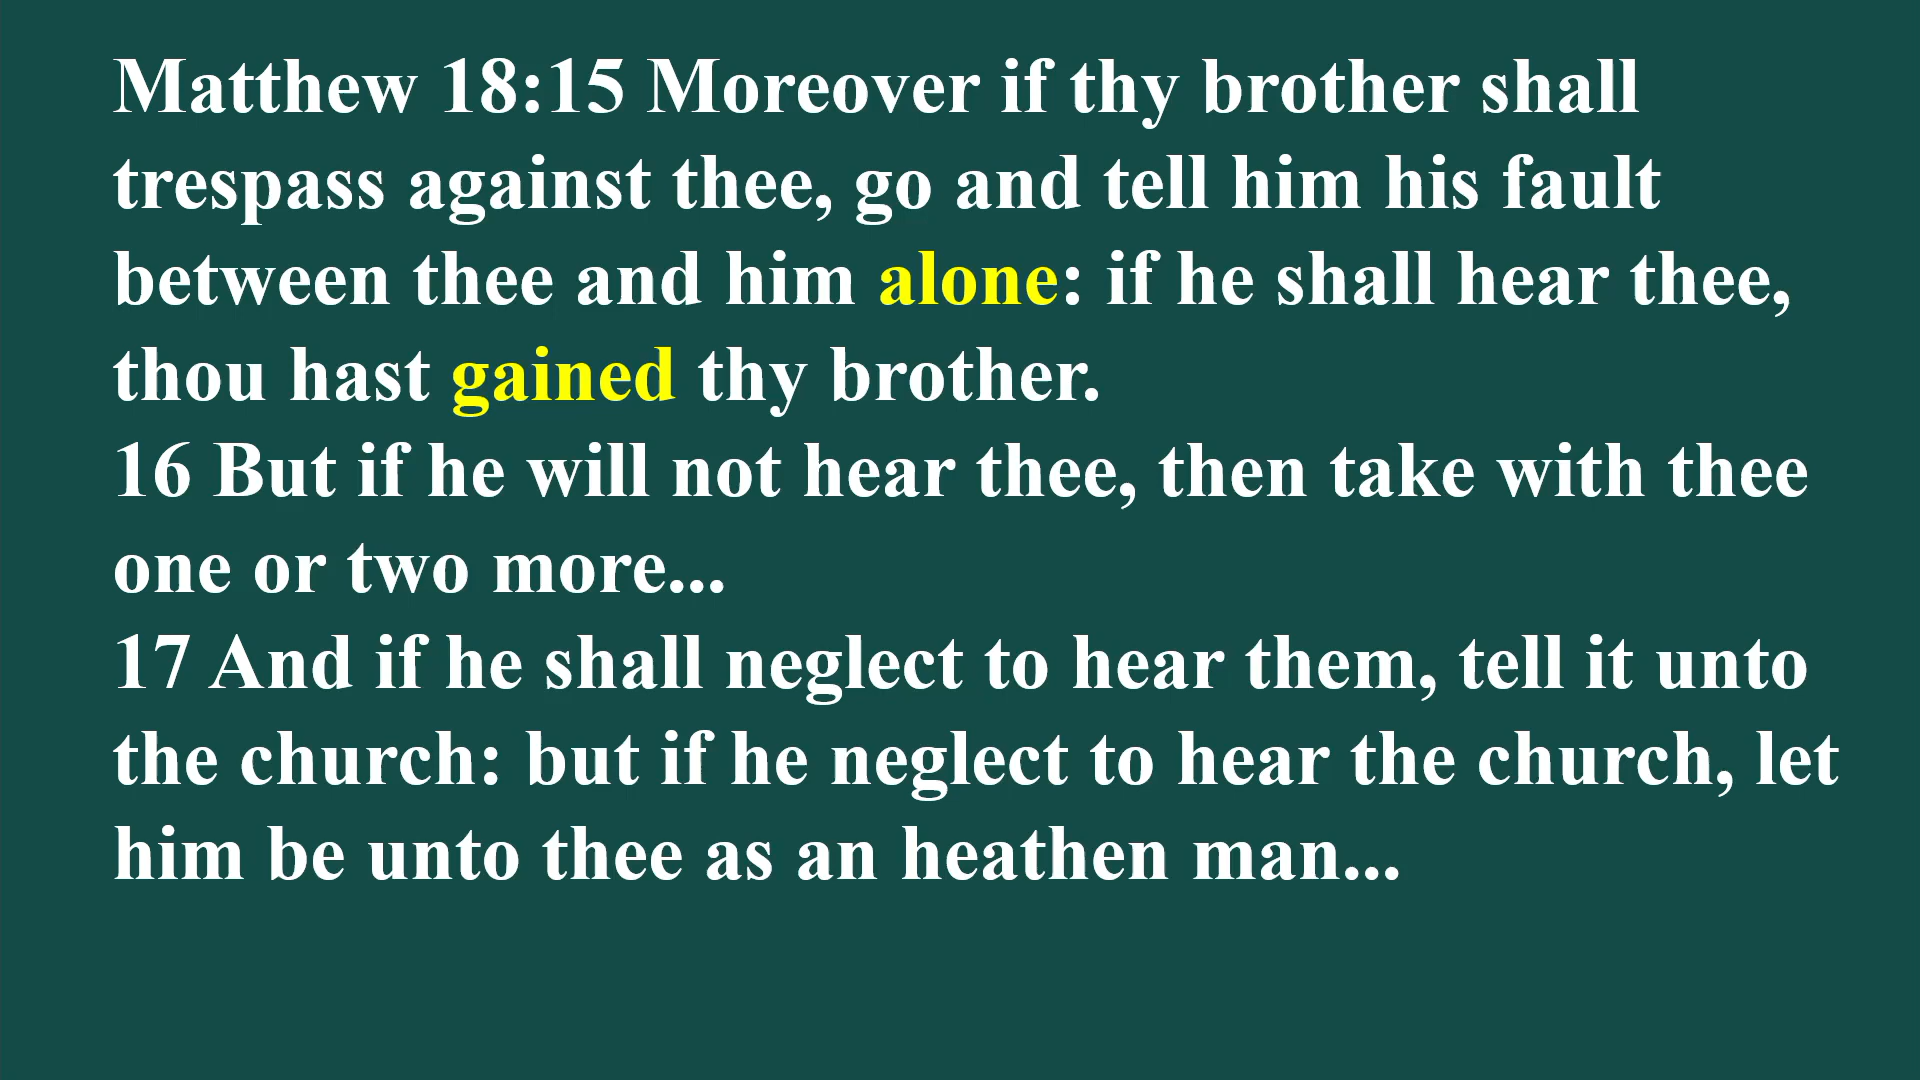 Matthew 18:15 Moreover if thy brother shall
trespass against thee, go and tell him his fault
between thee and him alone: if he shall hear thee,
thou hast gained thy brother.
16 But if he will not hear thee, then take with thee
one or two more...
17 And if he shall neglect to hear them, tell it unto
the church: but if he neglect to hear the church, let
him be unto thee as an heathen man...